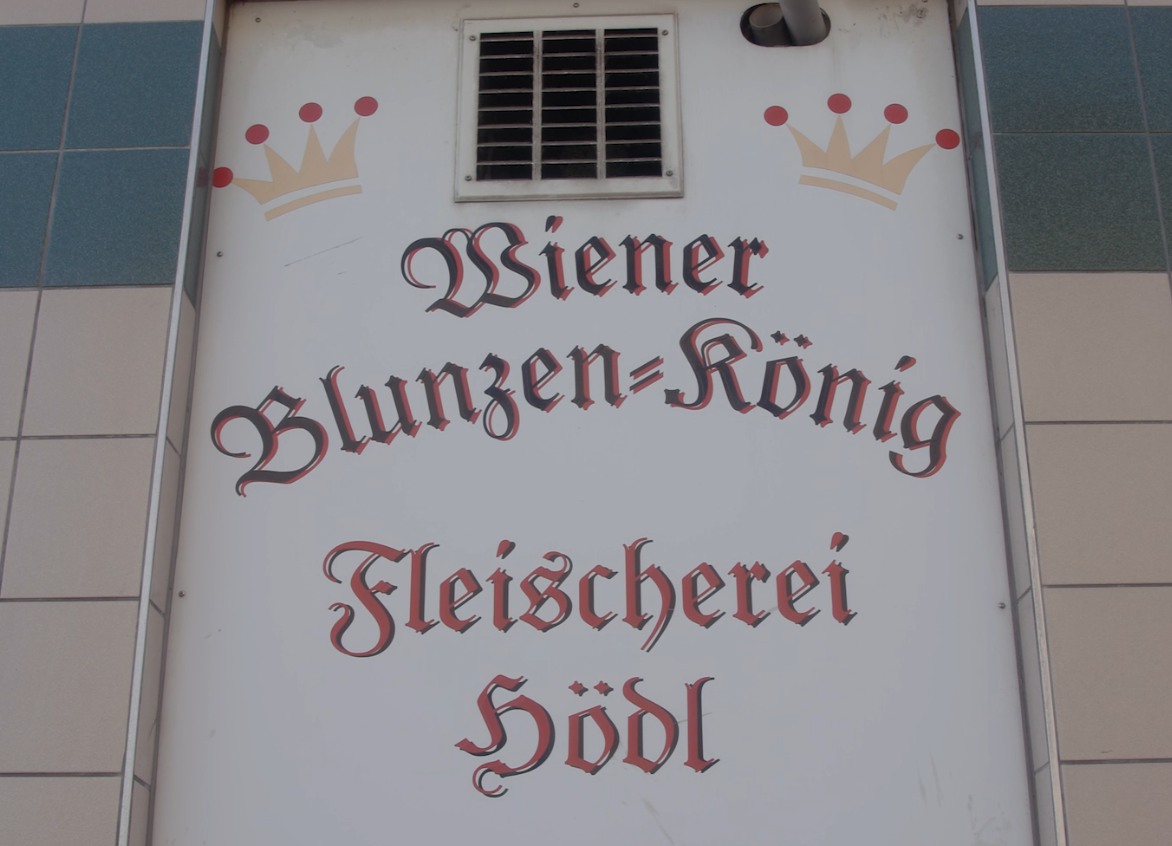 Wiener
Blunzen-König
Fleischerei
Hödl